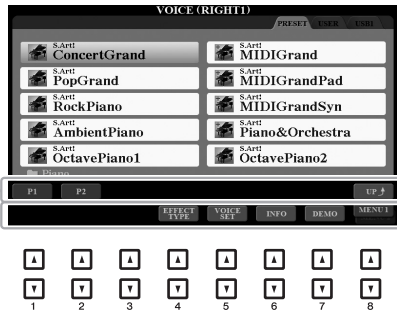 VOICE (RIGHT1)
PRESET USER USB1
S.Art!
ConcertGrand
S.Art!
MIDIGrand
S.Art!
PopGrand
S.Art!
MIDIGrandPad
S.Art!
RockPiano
S.Art!
MIDIGrandSyn
S.Art!
AmbientPiano
S.Art!
Piano&Orchestra
S.Art!
OctavePiano1
S.Art!
OctavePiano2
Piano
P1 P2 UP
EFFECT TYPE
VOICE SET
INFO
DEMO
MENU1
1 2 3 4 5 6 7 8